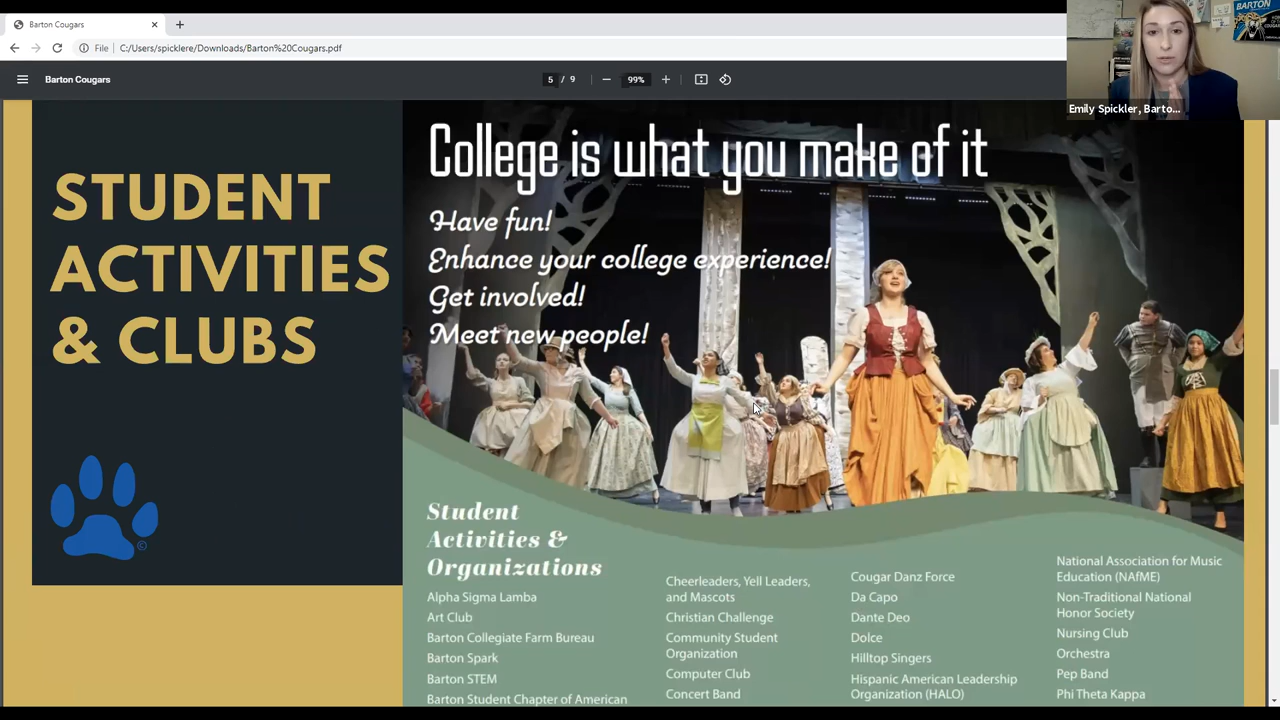 Barton Cougars
File
C:/Users/spicklere/Downloads/Barton%20Cougars.pdf
Barton Cougars
5 / 9
99%
BARTON
Emily Spickler, Barto...
STUDENT
ACTIVITIES
& CLUBS
©
College is what you make of it
Have fun!
Enhance your college experience!
Get involved!
Meet new people!
Student
Activities &
Organizations
Alpha Sigma Lamba
Art Club
Barton Collegiate Farm Bureau
Barton Spark
Barton STEM
Barton Student Chapter of American
Cheerleaders, Yell Leaders,
and Mascots
Christian Challenge
Community Student
Organization
Computer Club
Concert Band
Cougar Danz Force
Da Capo
Dante Deo
Dolce
Hilltop Singers
Hispanic American Leadership
Organization (HALO)
National Association for Music
Education (NAfME)
Non-Traditional National
Honor Society
Nursing Club
Orchestra
Pep Band
Phi Theta Kappa